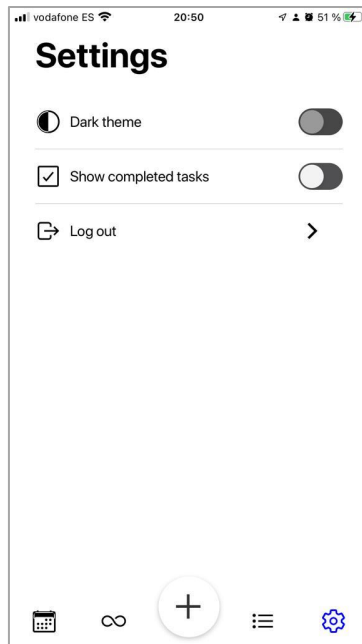 vodafone ES 20:50 51 %
Settings
Dark theme
Show completed tasks
Log out